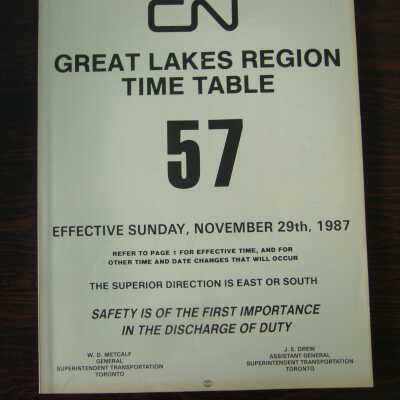 CN
GREAT LAKES REGION
TIME TABLE
57
EFFECTIVE SUNDAY, NOVEMBER 29th, 1987
REFER TO PAGE 1 FOR EFFECTIVE TIME, AND FOR
OTHER TIME AND DATE CHANGES THAT WILL OCCUR
THE SUPERIOR DIRECTION IS EAST OR SOUTH
SAFETY IS OF THE FIRST IMPORTANCE
IN THE DISCHARGE OF DUTY
W. D. METCALF
GENERAL
SUPERINTENDENT TRANSPORTATION
TORONTO
J. E. DREW
ASSISTANT GENERAL
SUPERINTENDENT TRANSPORTATION
TORONTO